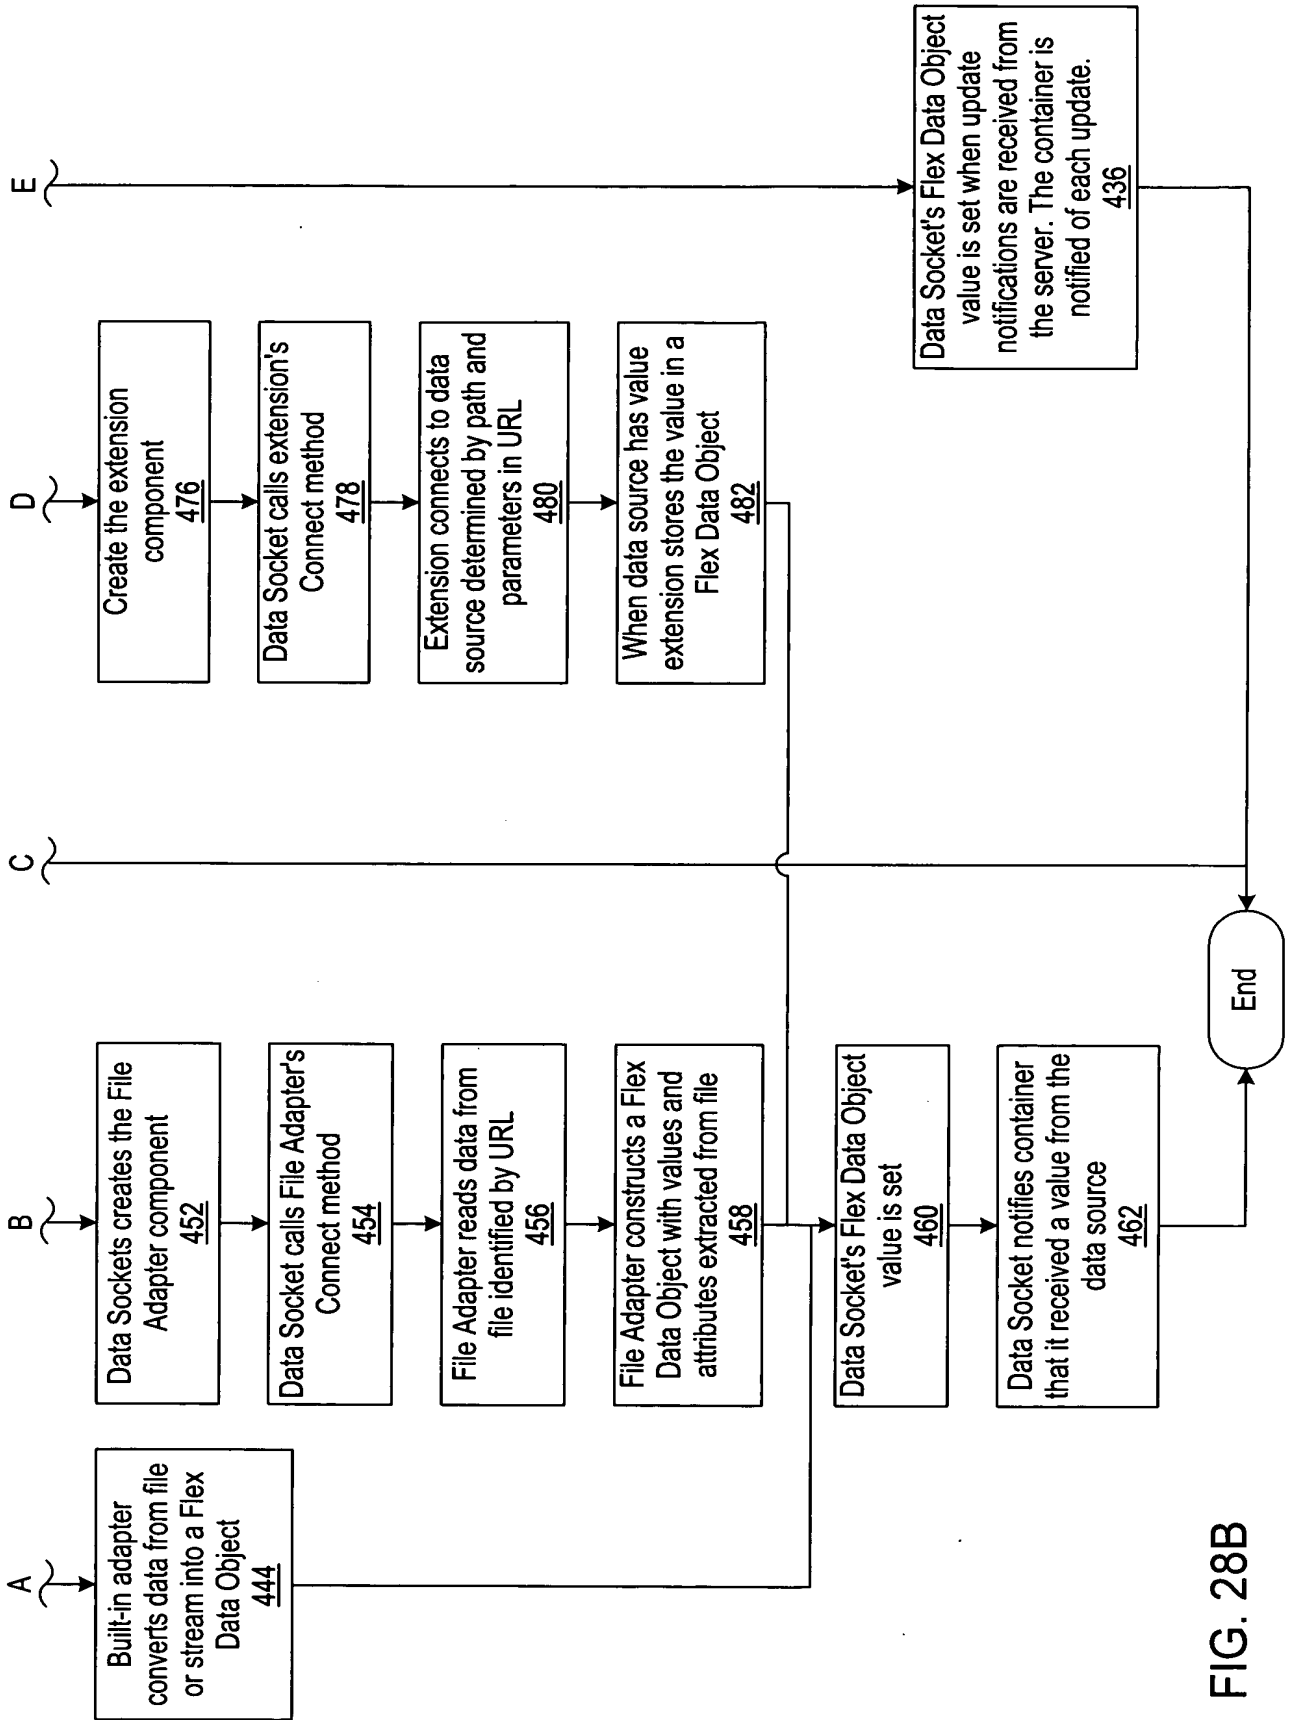 A
B
C
D
E
Built-in adapter
converts data from file
or stream into a Flex
Data Object
444
Data Sockets creates the File
Adapter component
452
Data Socket calls File Adapter's
Connect method
454
File Adapter reads data from
file identified by URL
456
File Adapter constructs a Flex
Data Object with values and
attributes extracted from file
458
Data Socket's Flex Data Object
value is set
460
Data Socket notifies container
that it received a value from the
data source
462
Create the extension
component
476
Data Socket calls extension's
Connect method
478
Extension connects to data
source determined by path and
parameters in URL
480
When data source has value
extension stores the value in a
Flex Data Object
482
Data Socket's Flex Data Object
value is set when update
notifications are received from
the server. The container is
notified of each update.
436
End
FIG. 28B